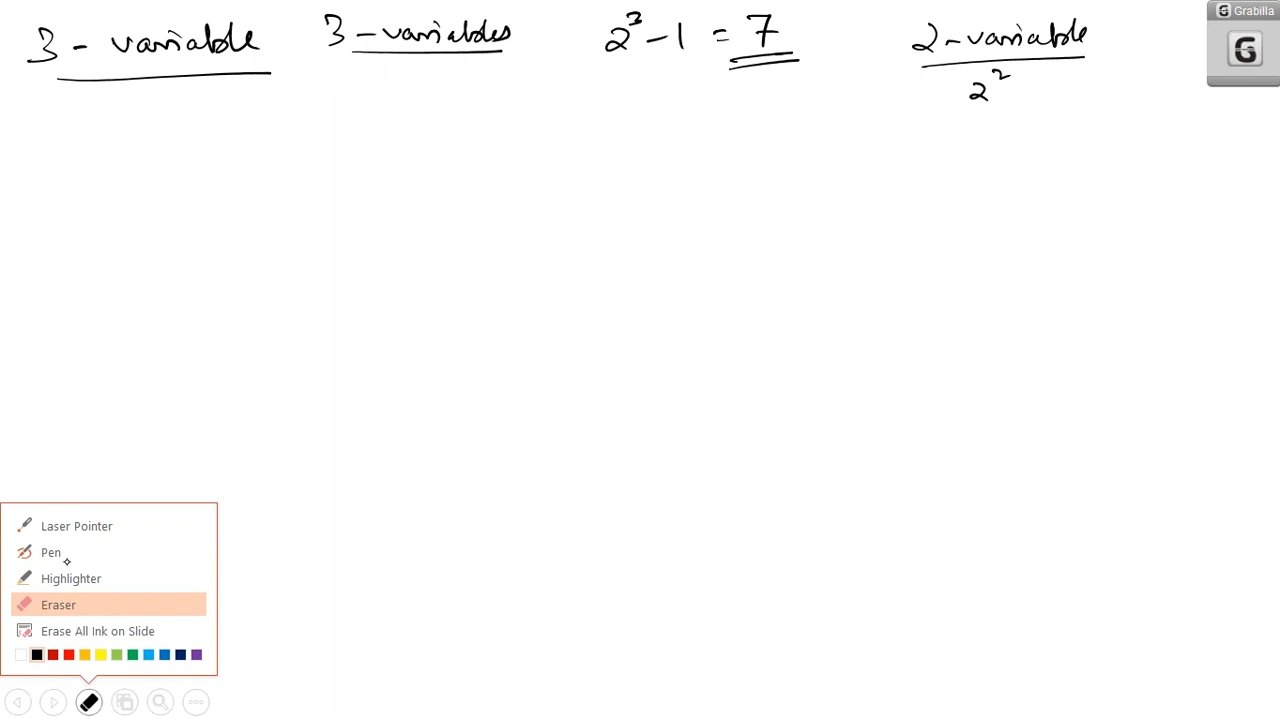 3 - variable 3 - variables 2³ - 1 = 7 2 - variable
2²
Grabilla
G
Laser Pointer
Pen
Highlighter
Eraser
Erase All Ink on Slide